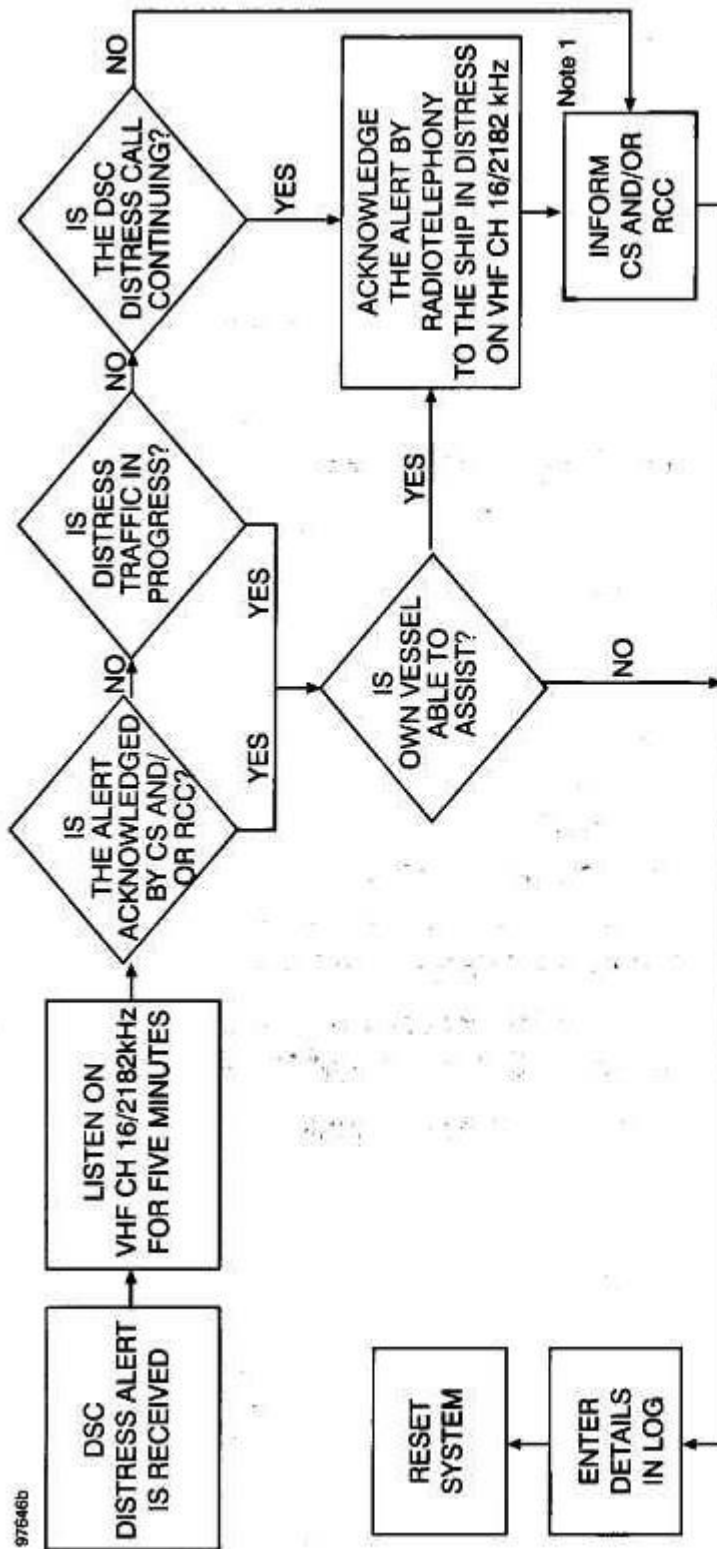 97646b
DSC
DISTRESS ALERT
IS RECEIVED
LISTEN ON
VHF CH 16/2182kHz
FOR FIVE MINUTES
IS
THE ALERT
ACKNOWLEDGED
BY CS AND/
OR RCC?
NO
YES
IS
DISTRESS
TRAFFIC IN
PROGRESS?
NO
YES
IS
THE DSC
DISTRESS CALL
CONTINUING?
NO
YES
IS
OWN VESSEL
ABLE TO
ASSIST?
YES
NO
ACKNOWLEDGE
THE ALERT BY
RADIOTELEPHONY
TO THE SHIP IN DISTRESS
ON VHF CH 16/2182 kHz
Note 1
INFORM
CS AND/OR
RCC
RESET
SYSTEM
ENTER
DETAILS
IN LOG